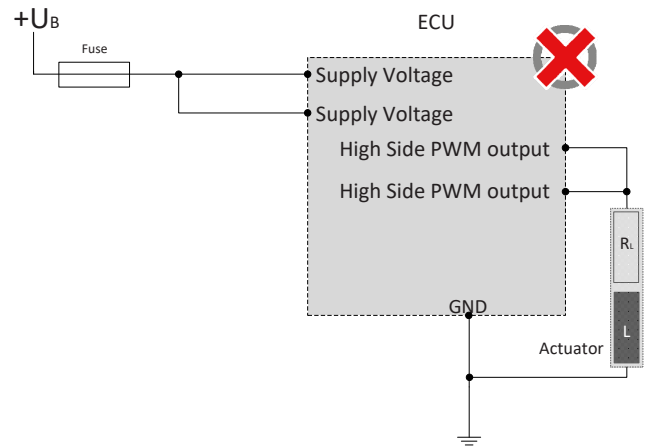 +UB
ECU
Fuse
Supply Voltage
Supply Voltage
High Side PWM output
High Side PWM output
RL
GND
L
Actuator